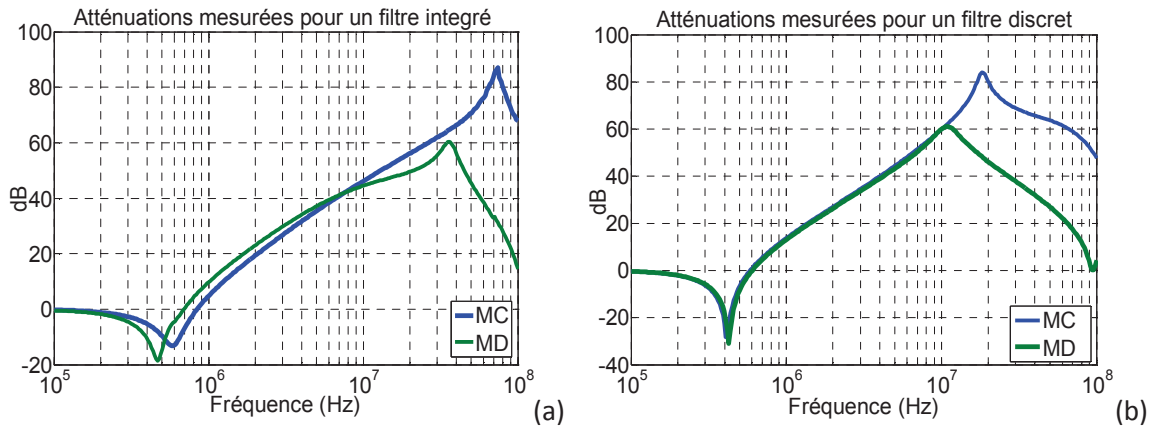 Atténuations mesurées pour un filtre integré
100
80
60
40
20
0
-20
dB
10^5
10^6
10^7
10^8
Fréquence (Hz)
MC
MD
(a)
Atténuations mesurées pour un filtre discret
100
80
60
40
20
0
-20
-40
dB
10^5
10^6
10^7
10^8
Fréquence (Hz)
MC
MD
(b)